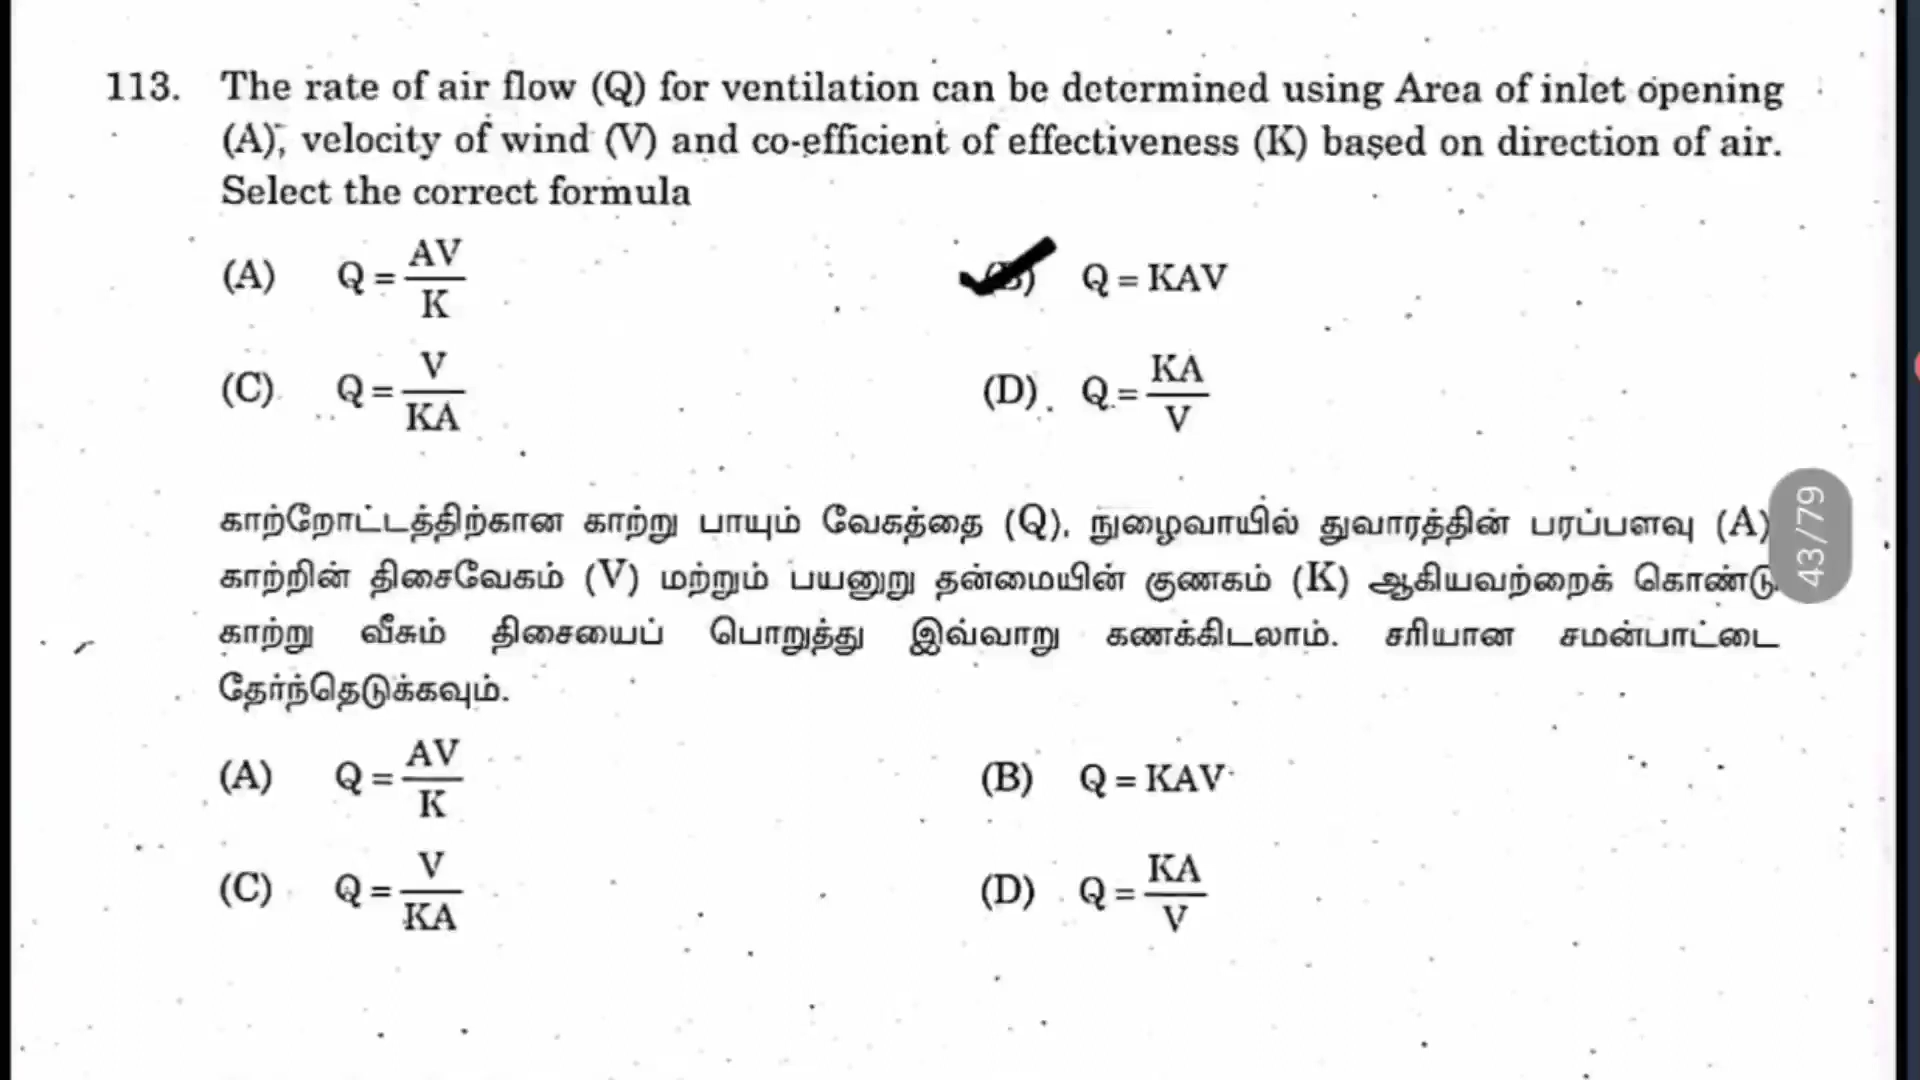 113. The rate of air flow (Q) for ventilation can be determined using Area of inlet opening
(A), velocity of wind (V) and co-efficient of effectiveness (K) based on direction of air.
Select the correct formula
(A) Q = AV/K (B) Q = KAV
(C) Q = V/KA (D) Q = KA/V
காற்றோட்டத்திற்கான காற்று பாயும் வேகத்தை (Q), நுழைவாயில் துவாரத்தின் பரப்பளவு (A)
காற்றின் திசைவேகம் (V) மற்றும் பயனுறு தன்மையின் குணகம் (K) ஆகியவற்றைக் கொண்டு
காற்று வீசும் திசையைப் பொறுத்து இவ்வாறு கணக்கிடலாம். சரியான சமன்பாட்டை
தேர்ந்தெடுக்கவும்.
(A) Q = AV/K (B) Q = KAV
(C) Q = V/KA (D) Q = KA/V
43/79